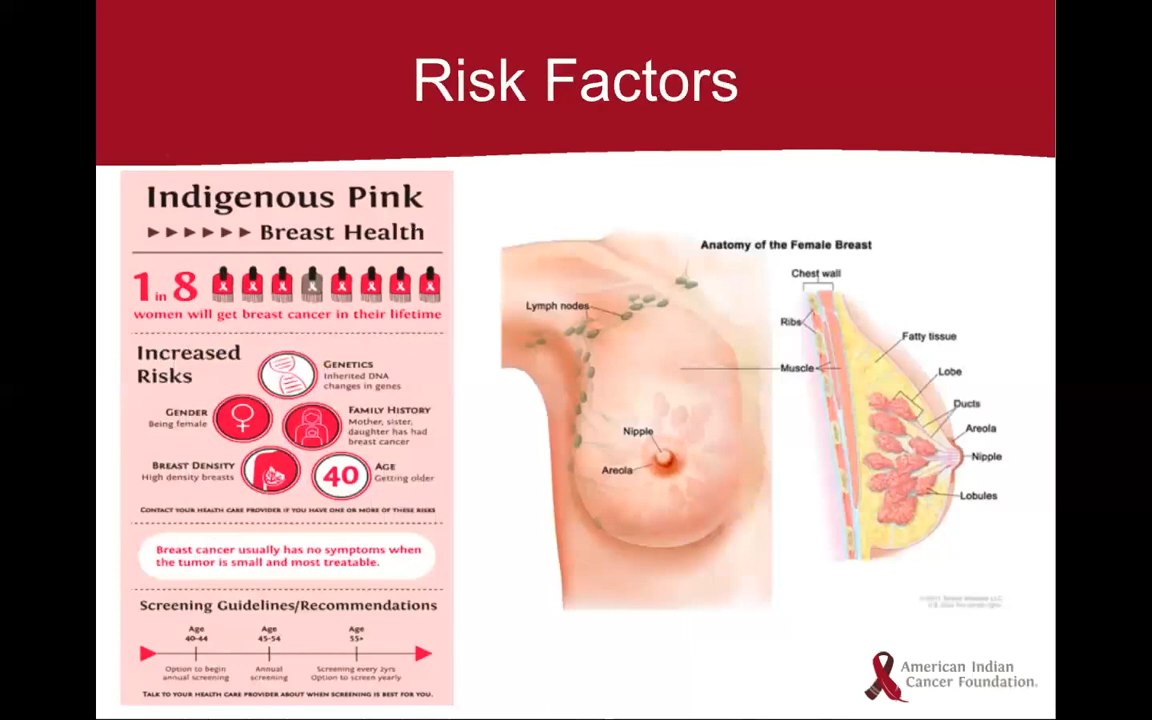 Risk Factors
Indigenous Pink
Breast Health
1 in 8
women will get breast cancer in their lifetime
Increased
Risks
GENETICS
Inherited DNA
changes in genes
GENDER
Being female
FAMILY HISTORY
Mother, sister,
daughter has had
breast cancer
BREAST DENSITY
High density breasts
40
AGE
Getting older
CONTACT YOUR HEALTH CARE PROVIDER IF YOU HAVE ONE OR MORE OF THESE RISKS
Breast cancer usually has no symptoms when
the tumor is small and most treatable.
Screening Guidelines/Recommendations
Age
40-44
Age
45-54
Age
55+
Option to begin
annual screening
Annual
screening
Screening every 2yrs
Option to screen yearly
TALK TO YOUR HEALTH CARE PROVIDER ABOUT WHEN SCREENING IS BEST FOR YOU.
Anatomy of the Female Breast
Chest wall
Lymph nodes
Ribs
Fatty tissue
Muscle
Lobe
Ducts
Areola
Nipple
Lobules
Nipple
Areola
American Indian
Cancer Foundation.